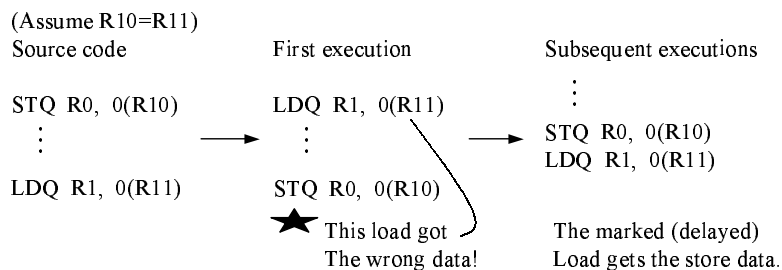 (Assume R10=R11)
Source code
STQ R0, 0(R10)
⋮
LDQ R1, 0(R11)
First execution
LDQ R1, 0(R11)
⋮
STQ R0, 0(R10)
This load got
The wrong data!
Subsequent executions
⋮
STQ R0, 0(R10)
LDQ R1, 0(R11)
The marked (delayed)
Load gets the store data.